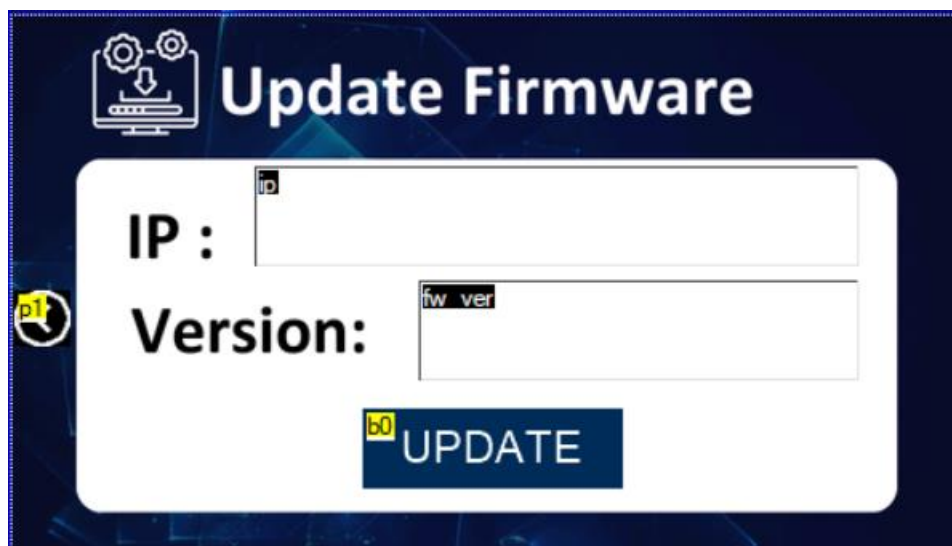 Update Firmware
ip
IP :
p1
fw_ver
Version:
b0
UPDATE